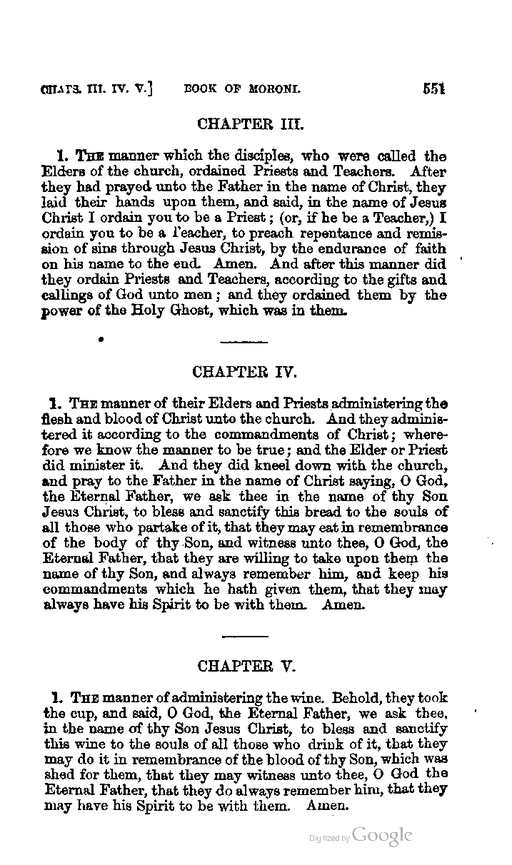 CHAPS. III. IV. V.] BOOK OF MORONI. 551
CHAPTER III.
1. THE manner which the disciples, who were called the
Elders of the church, ordained Priests and Teachers. After
they had prayed unto the Father in the name of Christ, they
laid their hands upon them, and said, in the name of Jesus
Christ I ordain you to be a Priest; (or, if he be a Teacher,) I
ordain you to be a Teacher, to preach repentance and remis-
sion of sins through Jesus Christ, by the endurance of faith
on his name to the end. Amen. And after this manner did
they ordain Priests and Teachers, according to the gifts and
callings of God unto men; and they ordained them by the
power of the Holy Ghost, which was in them.
CHAPTER IV.
1. THE manner of their Elders and Priests administering the
flesh and blood of Christ unto the church. And they adminis-
tered it according to the commandments of Christ; where-
fore we know the manner to be true; and the Elder or Priest
did minister it. And they did kneel down with the church,
and pray to the Father in the name of Christ saying, O God,
the Eternal Father, we ask thee in the name of thy Son
Jesus Christ, to bless and sanctify this bread to the souls of
all those who partake of it, that they may eat in remembrance
of the body of thy Son, and witness unto thee, O God, the
Eternal Father, that they are willing to take upon them the
name of thy Son, and always remember him, and keep his
commandments which he hath given them, that they may
always have his Spirit to be with them. Amen.
CHAPTER V.
1. THE manner of administering the wine. Behold, they took
the cup, and said, O God, the Eternal Father, we ask thee,
in the name of thy Son Jesus Christ, to bless and sanctify
this wine to the souls of all those who drink of it, that they
may do it in remembrance of the blood of thy Son, which was
shed for them, that they may witness unto thee, O God the
Eternal Father, that they do always remember him, that they
may have his Spirit to be with them. Amen.
Digitized by Google